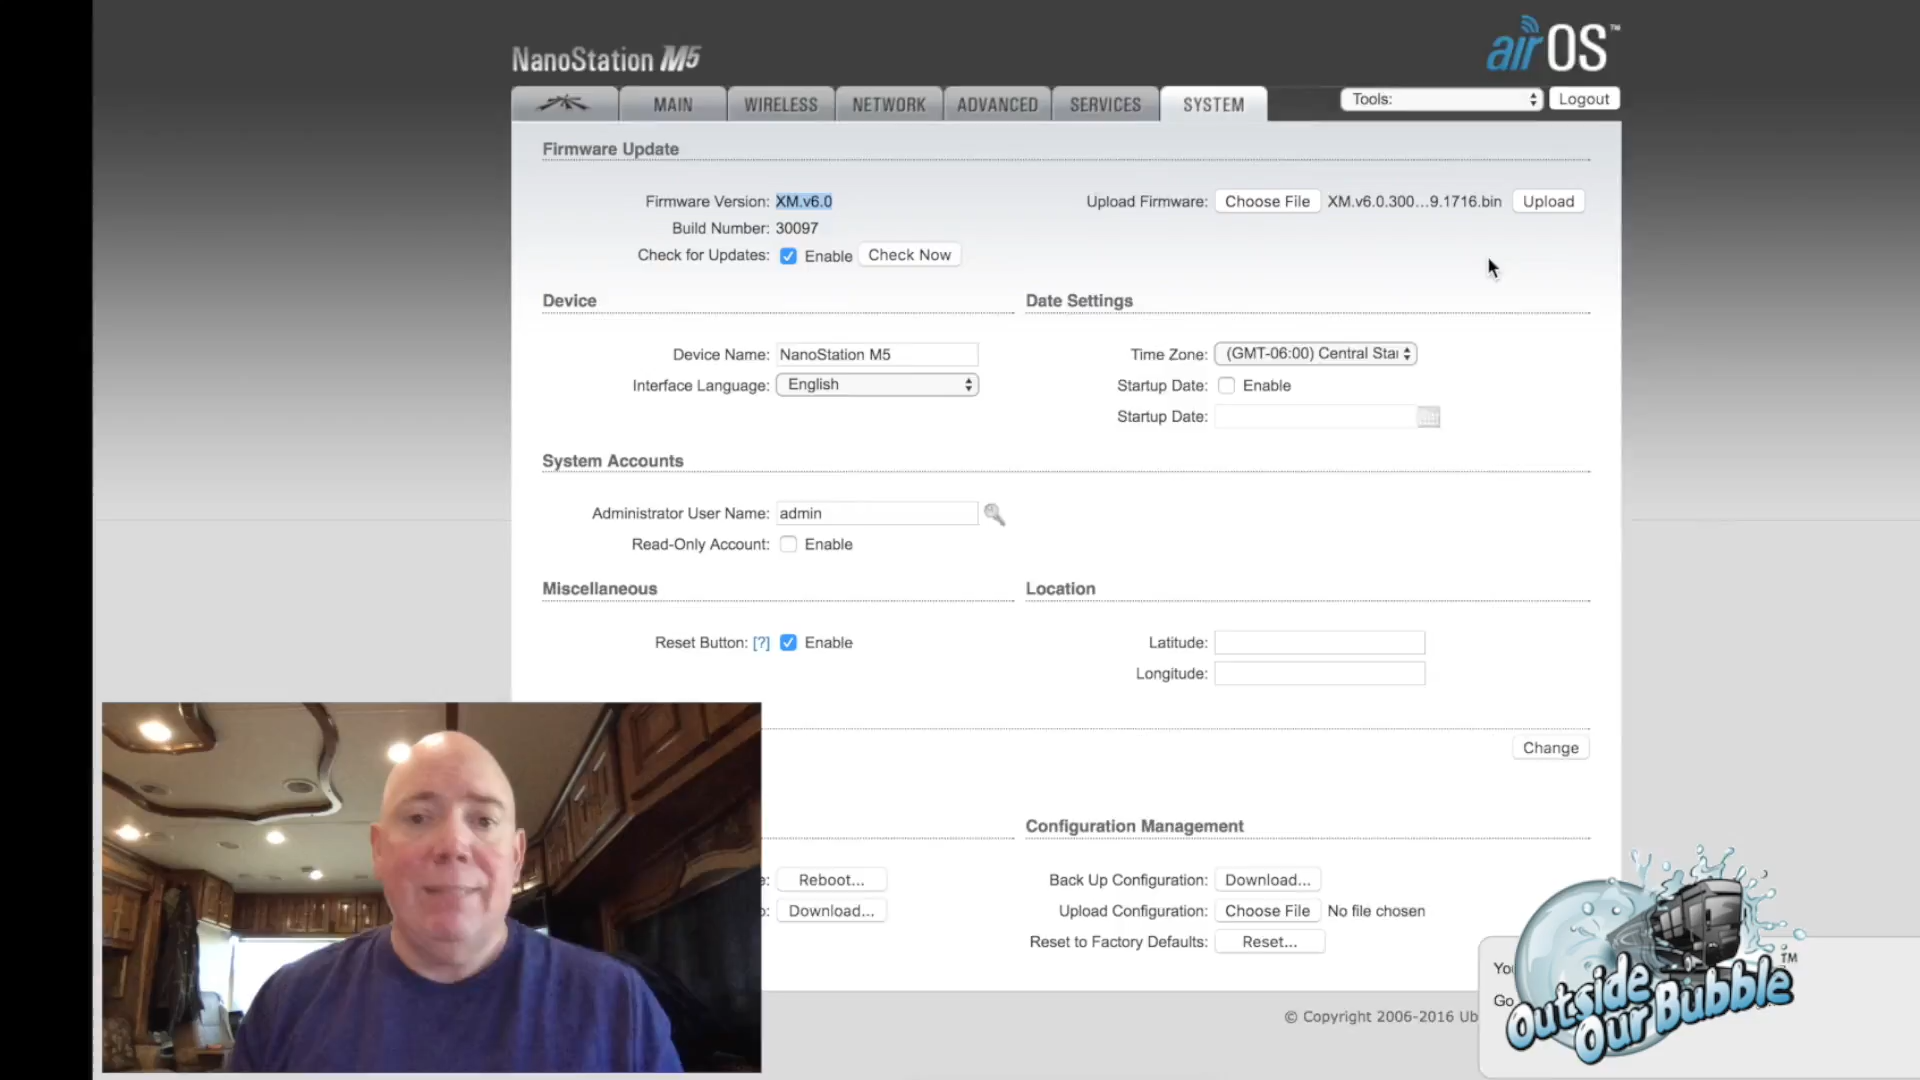 NanoStation M5
airOS™
MAIN
WIRELESS
NETWORK
ADVANCED
SERVICES
SYSTEM
Tools:
Logout
Firmware Update
Firmware Version: XM.v6.0
Upload Firmware: Choose File XM.v6.0.300...9.1716.bin Upload
Build Number: 30097
Check for Updates: Enable Check Now
Device
Date Settings
Device Name: NanoStation M5
Time Zone: (GMT-06:00) Central Sta
Interface Language: English
Startup Date: Enable
Startup Date:
System Accounts
Administrator User Name: admin
Read-Only Account: Enable
Miscellaneous
Location
Reset Button: [?] Enable
Latitude:
Longitude:
Change
Configuration Management
e: Reboot...
Back Up Configuration: Download...
o: Download...
Upload Configuration: Choose File No file chosen
Reset to Factory Defaults: Reset...
© Copyright 2006-2016 Ub
Yo
Go
Outside
Our Bubble
TM